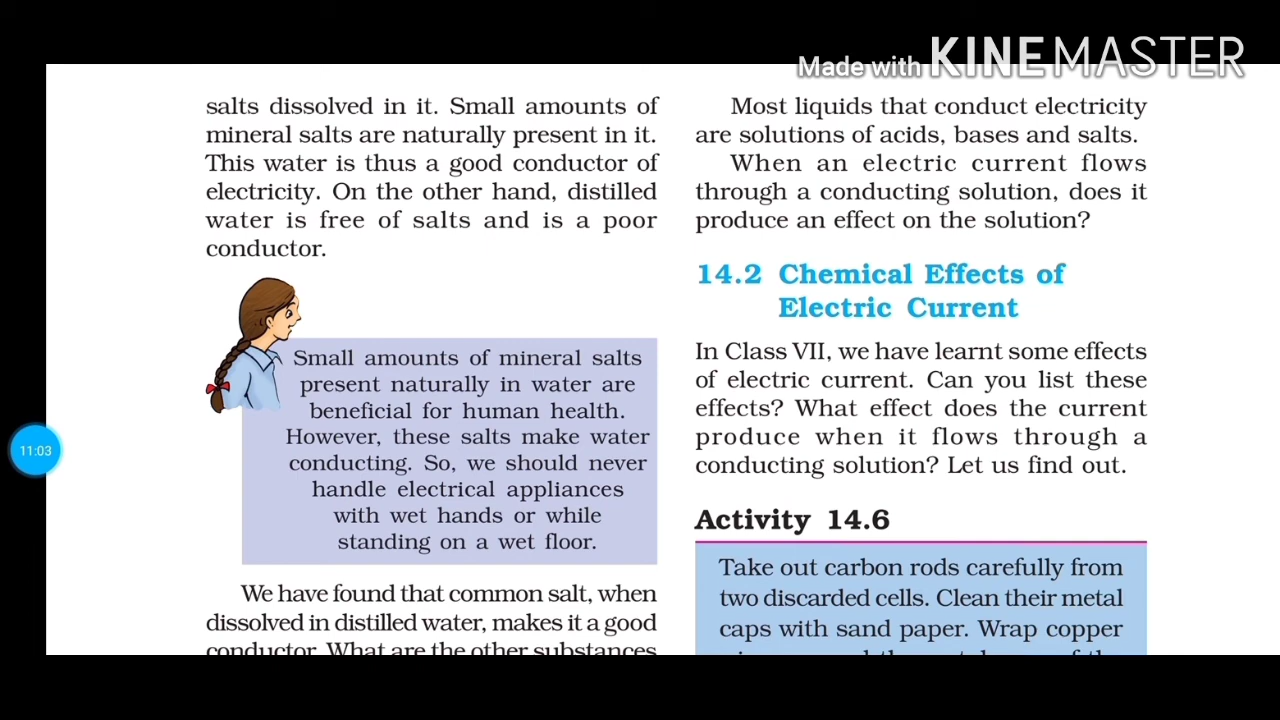 Made with KINEMASTER
salts dissolved in it. Small amounts of
mineral salts are naturally present in it.
This water is thus a good conductor of
electricity. On the other hand, distilled
water is free of salts and is a poor
conductor.
Small amounts of mineral salts
present naturally in water are
beneficial for human health.
However, these salts make water
conducting. So, we should never
handle electrical appliances
with wet hands or while
standing on a wet floor.
We have found that common salt, when
dissolved in distilled water, makes it a good
conductor. What are the other substances
Most liquids that conduct electricity
are solutions of acids, bases and salts.
When an electric current flows
through a conducting solution, does it
produce an effect on the solution?
14.2 Chemical Effects of
Electric Current
In Class VII, we have learnt some effects
of electric current. Can you list these
effects? What effect does the current
produce when it flows through a
conducting solution? Let us find out.
Activity 14.6
Take out carbon rods carefully from
two discarded cells. Clean their metal
caps with sand paper. Wrap copper
11:03